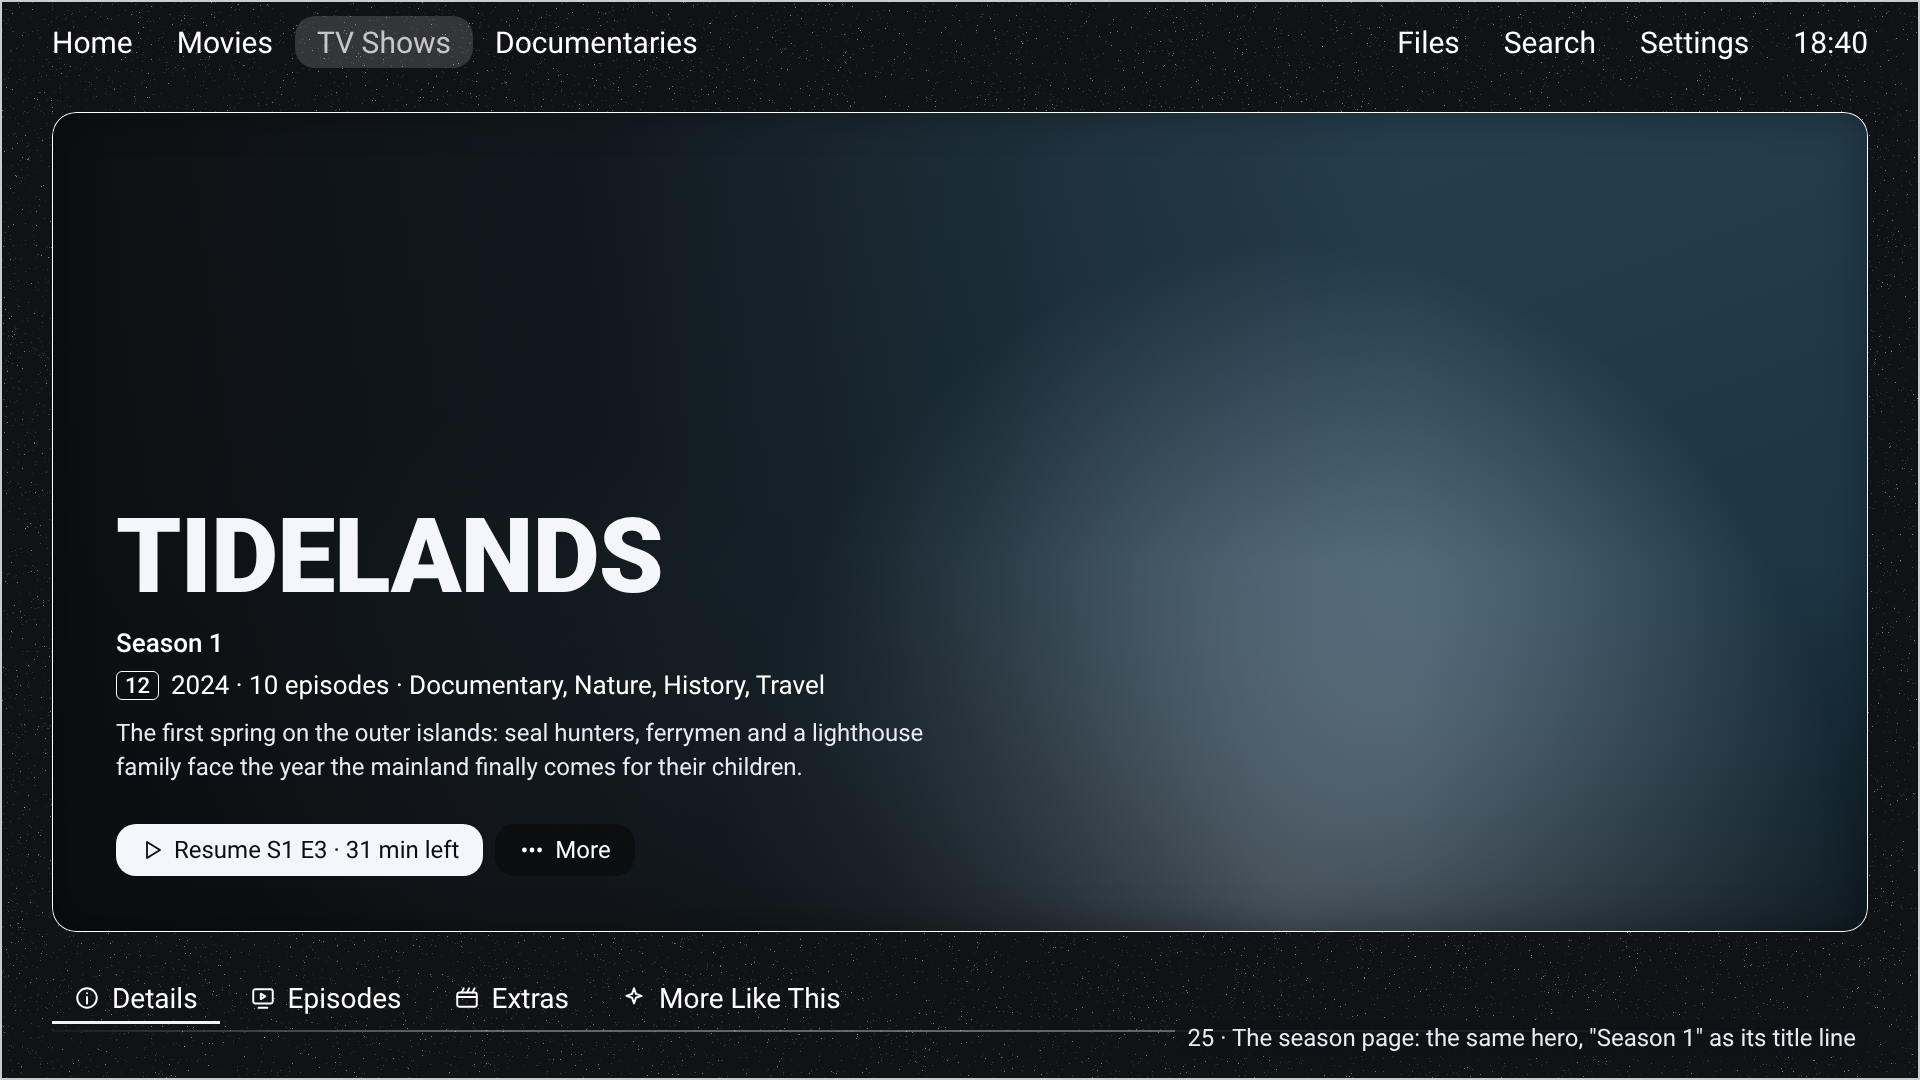 Home Movies TV Shows Documentaries Files Search Settings 18:40
TIDELANDS
Season 1
12 2024 · 10 episodes · Documentary, Nature, History, Travel
The first spring on the outer islands: seal hunters, ferrymen and a lighthouse
family face the year the mainland finally comes for their children.
Resume S1 E3 · 31 min left More
Details Episodes Extras More Like This
25 · The season page: the same hero, "Season 1" as its title line